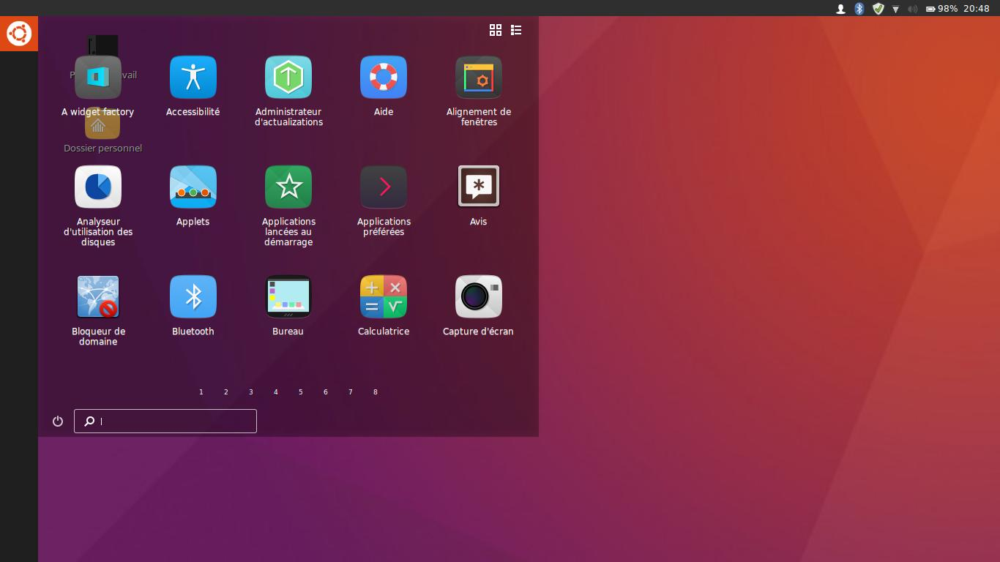 98% 20:48
P vail
A widget factory
Accessibilité
Administrateur
d'actualizations
Aide
Alignement de
fenêtres
Dossier personnel
Analyseur
d'utilisation des
disques
Applets
Applications
lancées au
démarrage
Applications
préférées
Avis
Bloqueur de
domaine
Bluetooth
Bureau
Calculatrice
Capture d'écran
1 2 3 4 5 6 7 8